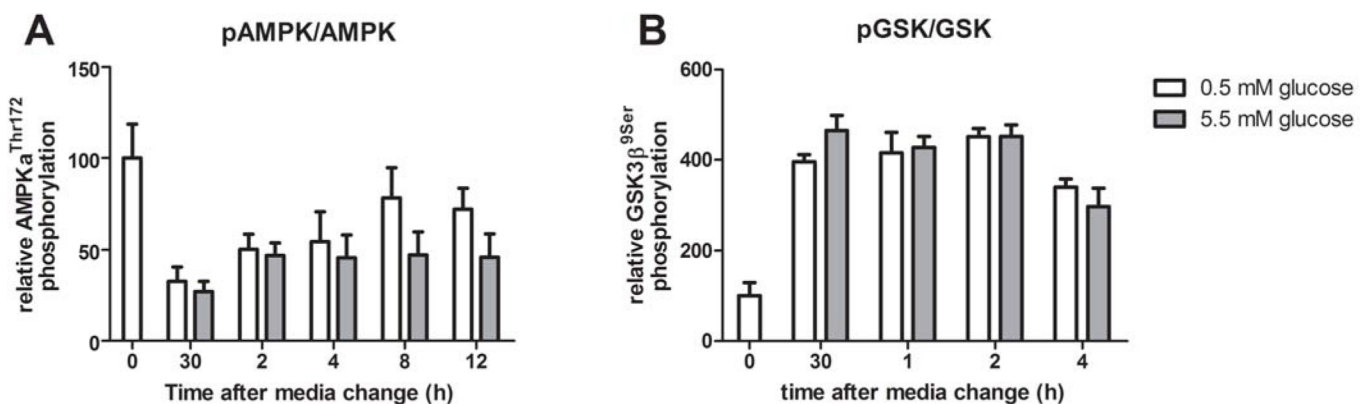 A
pAMPK/AMPK
relative AMPKa^Thr172
phosphorylation
150
100
50
0
0 30 2 4 8 12
Time after media change (h)
B
pGSK/GSK
relative GSK3β^9Ser
phosphorylation
600
400
200
0
0 30 1 2 4
time after media change (h)
0.5 mM glucose
5.5 mM glucose